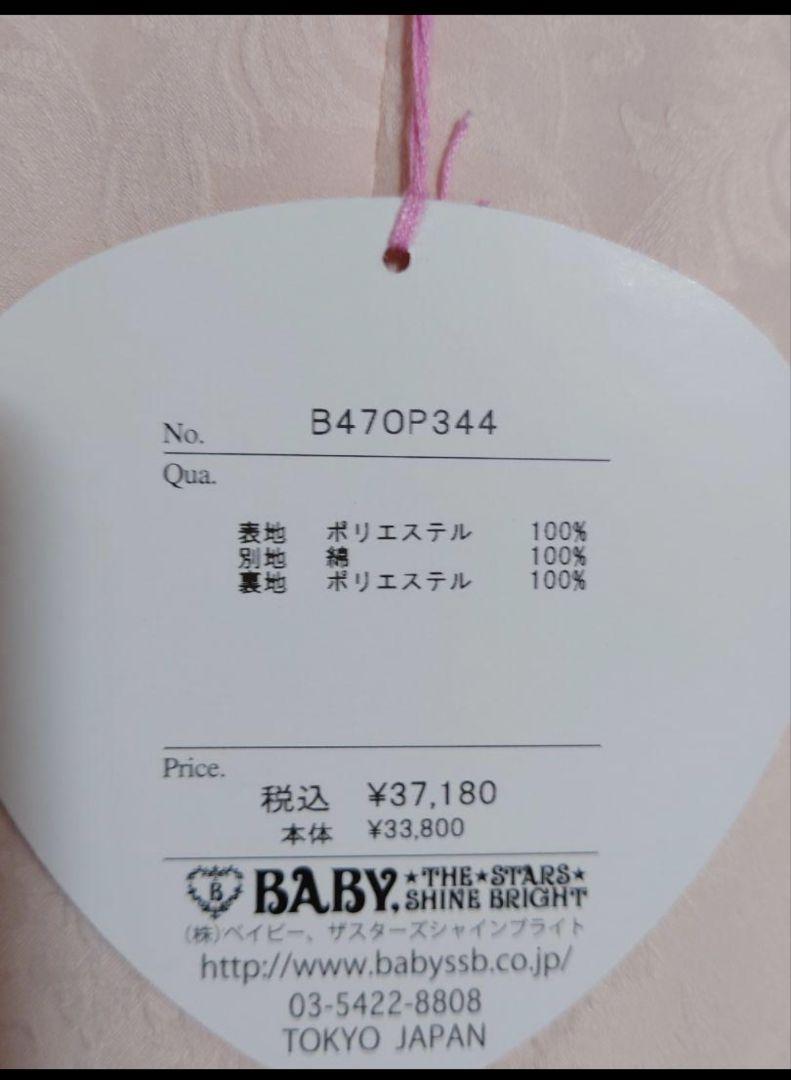 No. B47OP344
Qua.
表地 ポリエステル 100%
別地 綿 100%
裏地 ポリエステル 100%
Price.
税込 ¥37,180
本体 ¥33,800
B BABY, ★THE★STARS★
SHINE BRIGHT
(株)ベイビー、ザスターズシャインブライト
http://www.babyssb.co.jp/
03-5422-8808
TOKYO JAPAN